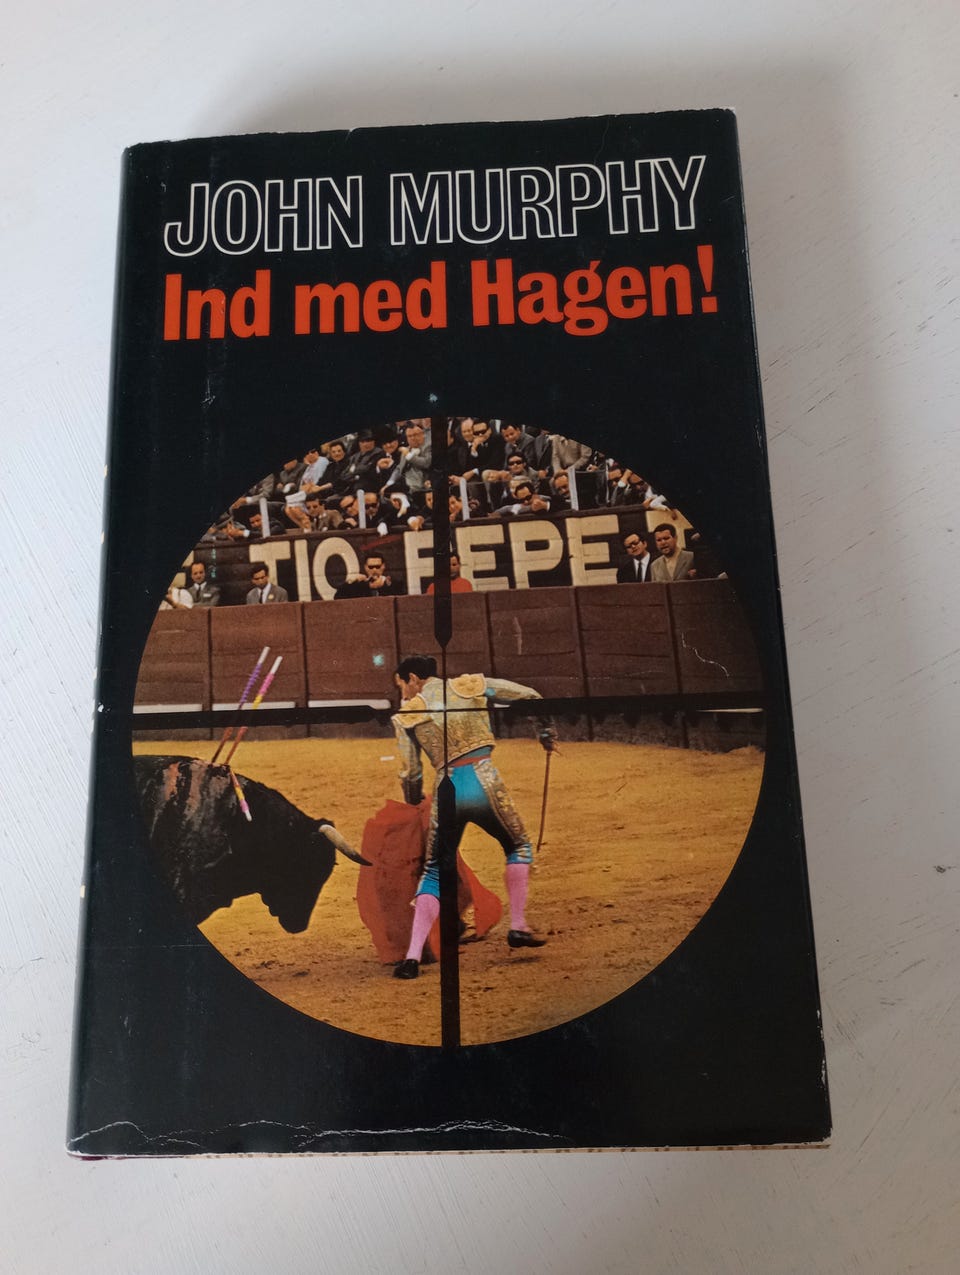 JOHN MURPHY
Ind med Hagen!
TIO PEPE